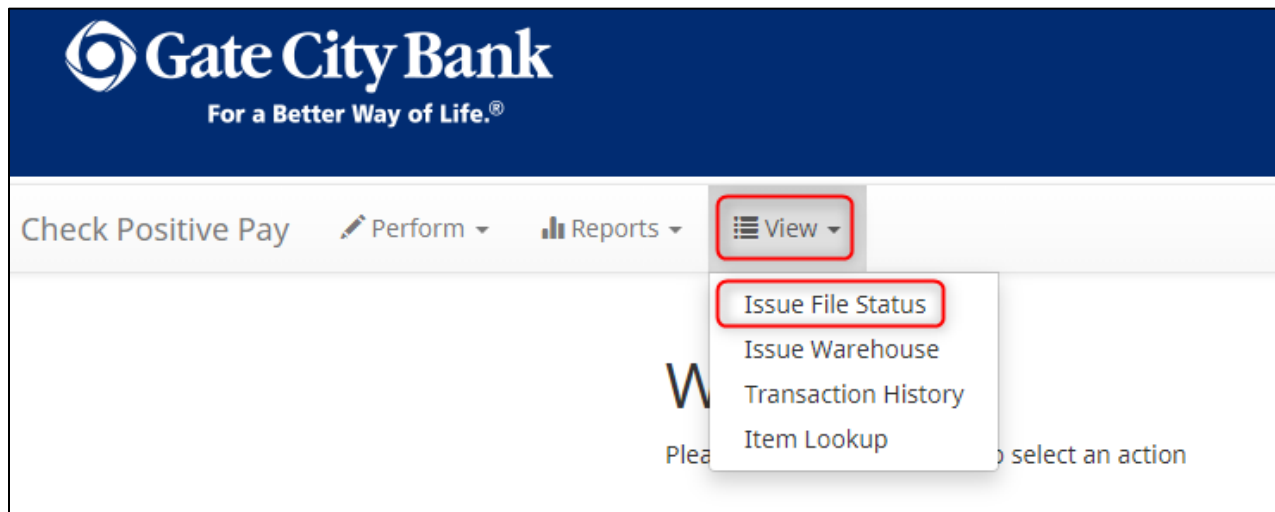 Gate City Bank
For a Better Way of Life.®
Check Positive Pay Perform Reports View
Issue File Status
Issue Warehouse
Transaction History
Item Lookup
select an action